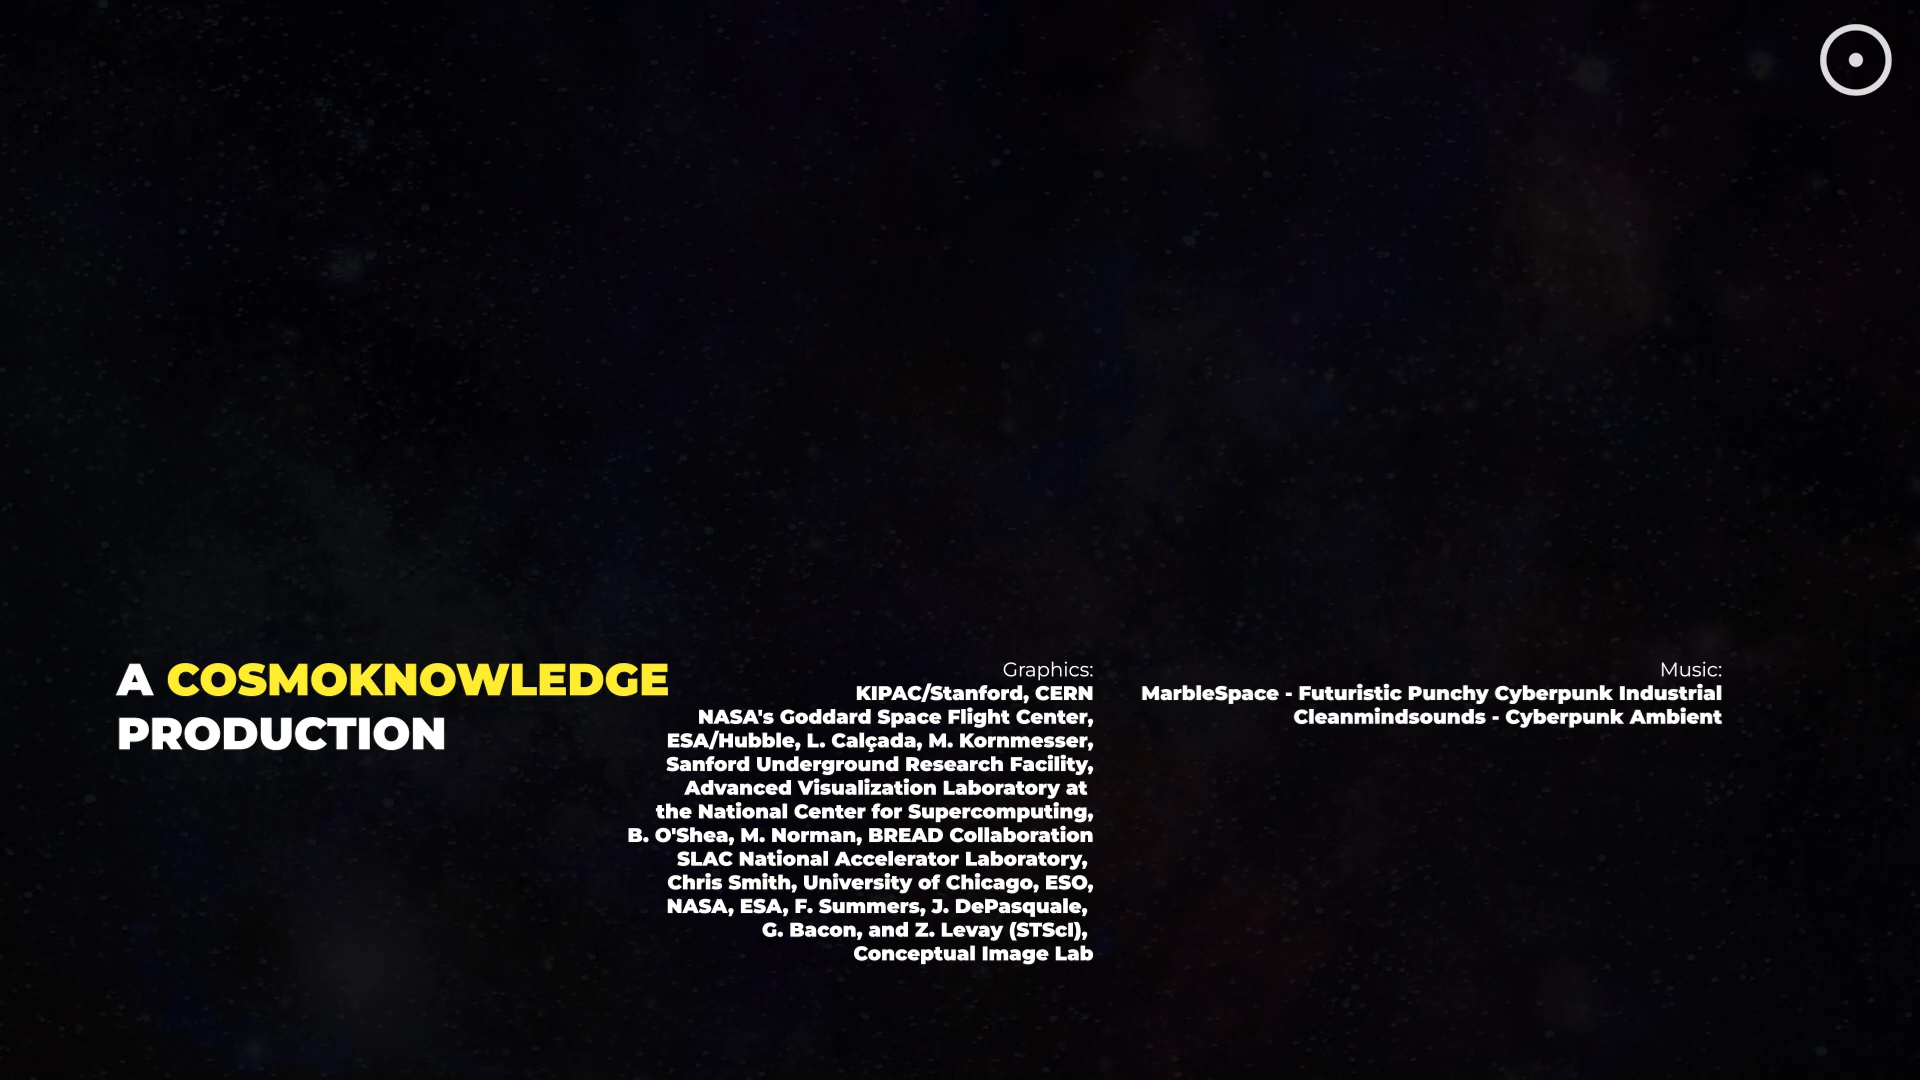 A COSMOKNOWLEDGE
PRODUCTION
Graphics:
KIPAC/Stanford, CERN
NASA's Goddard Space Flight Center,
ESA/Hubble, L. Calçada, M. Kornmesser,
Sanford Underground Research Facility,
Advanced Visualization Laboratory at
the National Center for Supercomputing,
B. O'Shea, M. Norman, BREAD Collaboration
SLAC National Accelerator Laboratory,
Chris Smith, University of Chicago, ESO,
NASA, ESA, F. Summers, J. DePasquale,
G. Bacon, and Z. Levay (STScI),
Conceptual Image Lab
Music:
MarbleSpace - Futuristic Punchy Cyberpunk Industrial
Cleanmindsounds - Cyberpunk Ambient